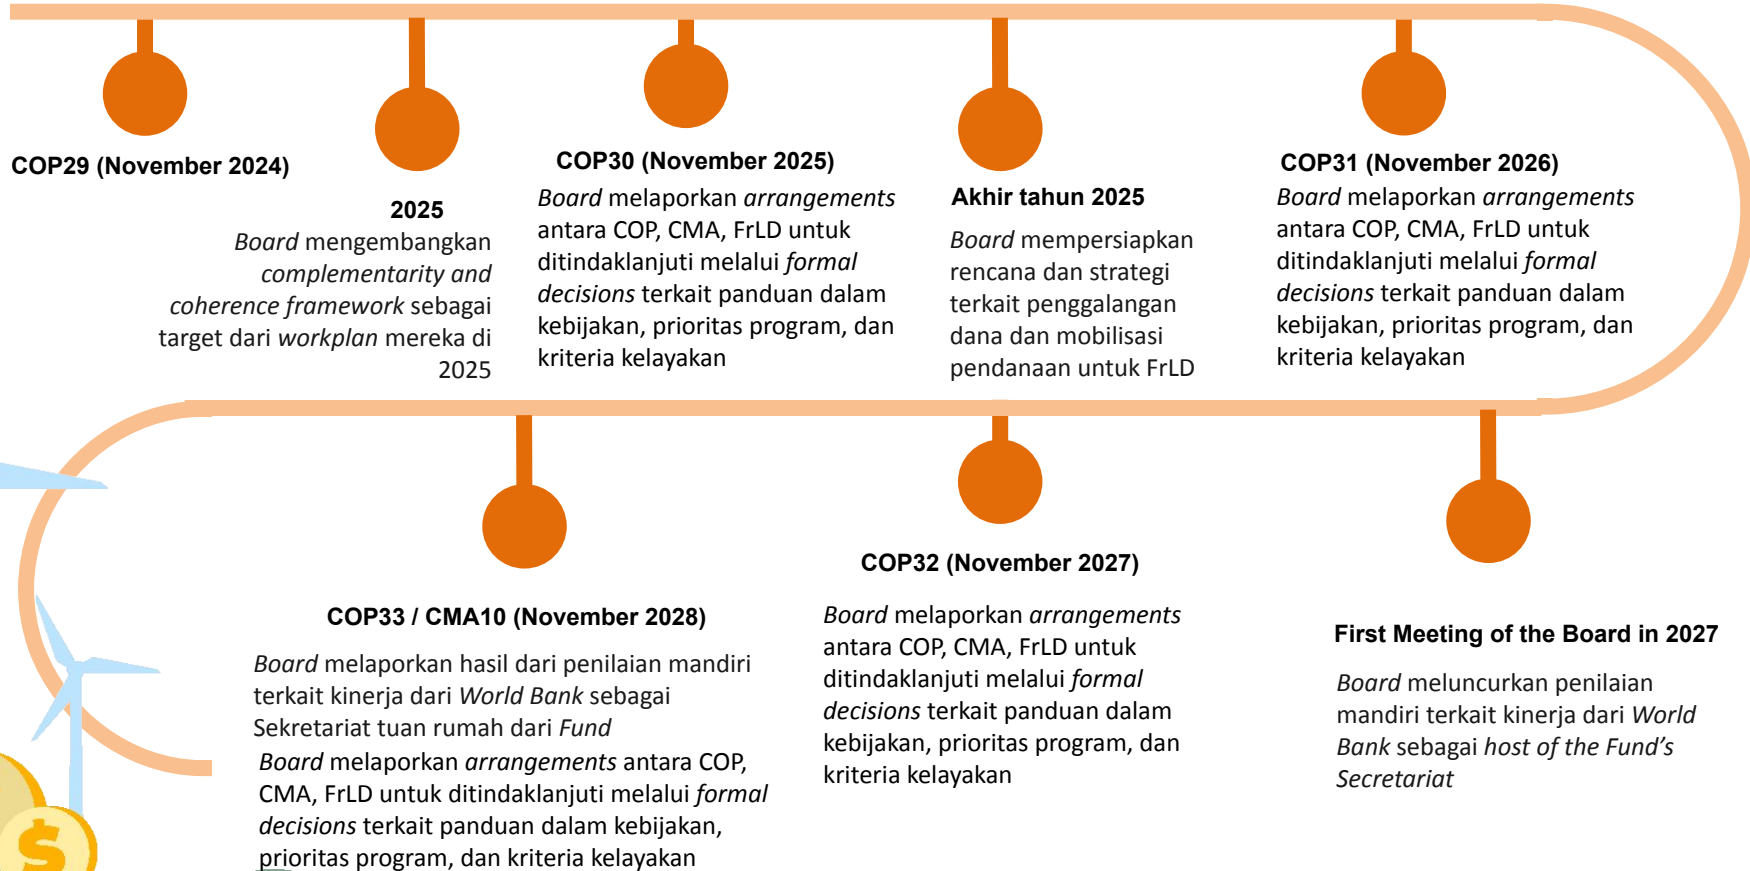 COP29 (November 2024)
2025
Board mengembangkan
complementarity and
coherence framework sebagai
target dari workplan mereka di
2025
COP30 (November 2025)
Board melaporkan arrangements
antara COP, CMA, FrLD untuk
ditindaklanjuti melalui formal
decisions terkait panduan dalam
kebijakan, prioritas program, dan
kriteria kelayakan
Akhir tahun 2025
Board mempersiapkan
rencana dan strategi
terkait penggalangan
dana dan mobilisasi
pendanaan untuk FrLD
COP31 (November 2026)
Board melaporkan arrangements
antara COP, CMA, FrLD untuk
ditindaklanjuti melalui formal
decisions terkait panduan dalam
kebijakan, prioritas program, dan
kriteria kelayakan
First Meeting of the Board in 2027
Board meluncurkan penilaian
mandiri terkait kinerja dari World
Bank sebagai host of the Fund's
Secretariat
COP32 (November 2027)
Board melaporkan arrangements
antara COP, CMA, FrLD untuk
ditindaklanjuti melalui formal
decisions terkait panduan dalam
kebijakan, prioritas program, dan
kriteria kelayakan
COP33 / CMA10 (November 2028)
Board melaporkan hasil dari penilaian mandiri
terkait kinerja dari World Bank sebagai
Sekretariat tuan rumah dari Fund
Board melaporkan arrangements antara COP,
CMA, FrLD untuk ditindaklanjuti melalui formal
decisions terkait panduan dalam kebijakan,
prioritas program, dan kriteria kelayakan
$